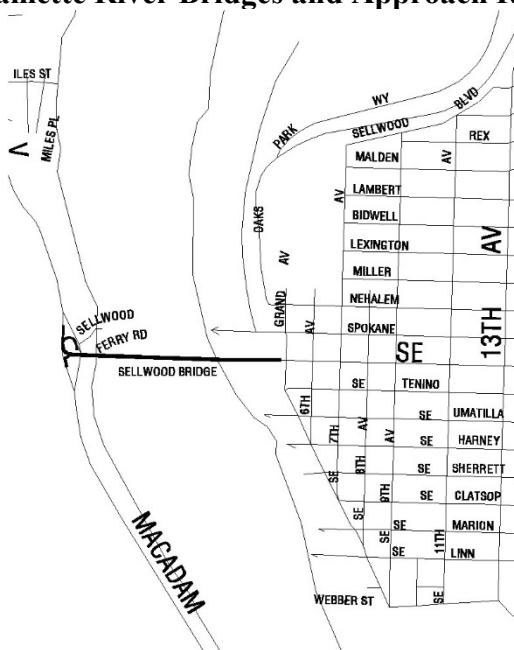 amette River Bridges and Approach R
ILES ST
MILES PL
V
PARK
WY
SELLWOOD
BLVD
REX
AV
MALDEN
AV
LAMBERT
BIDWELL
OAKS
AV
LEXINGTON
AV
MILLER
13TH
GRAND
NEHALEM
AV
SPOKANE
SELLWOOD
FERRY RD
SE
SELLWOOD BRIDGE
SE
TENINO
6TH
SE
UMATILLA
7TH
AV
AV
SE
HARNEY
SE
8TH
SE
SHERRETT
SE
9TH
SE
CLATSOP
SE
SE
MARION
11TH
SE
LINN
MACADAM
WEBBER ST
SE